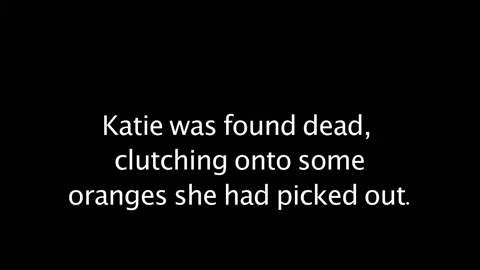 Katie was found dead,
clutching onto some
oranges she had picked out.